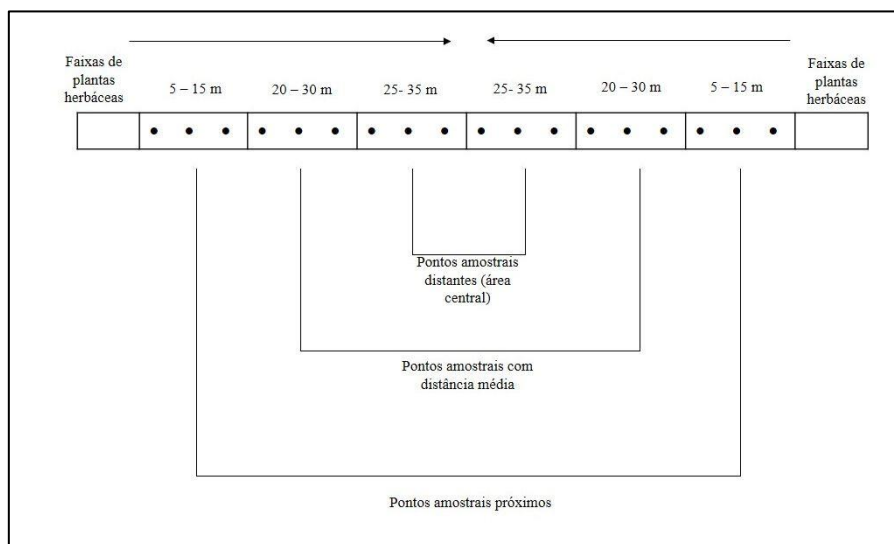 Faixas de
plantas
herbáceas
5 – 15 m
20 – 30 m
25- 35 m
25- 35 m
20 – 30 m
5 – 15 m
Faixas de
plantas
herbáceas
Pontos amostrais
distantes (área
central)
Pontos amostrais com
distância média
Pontos amostrais próximos